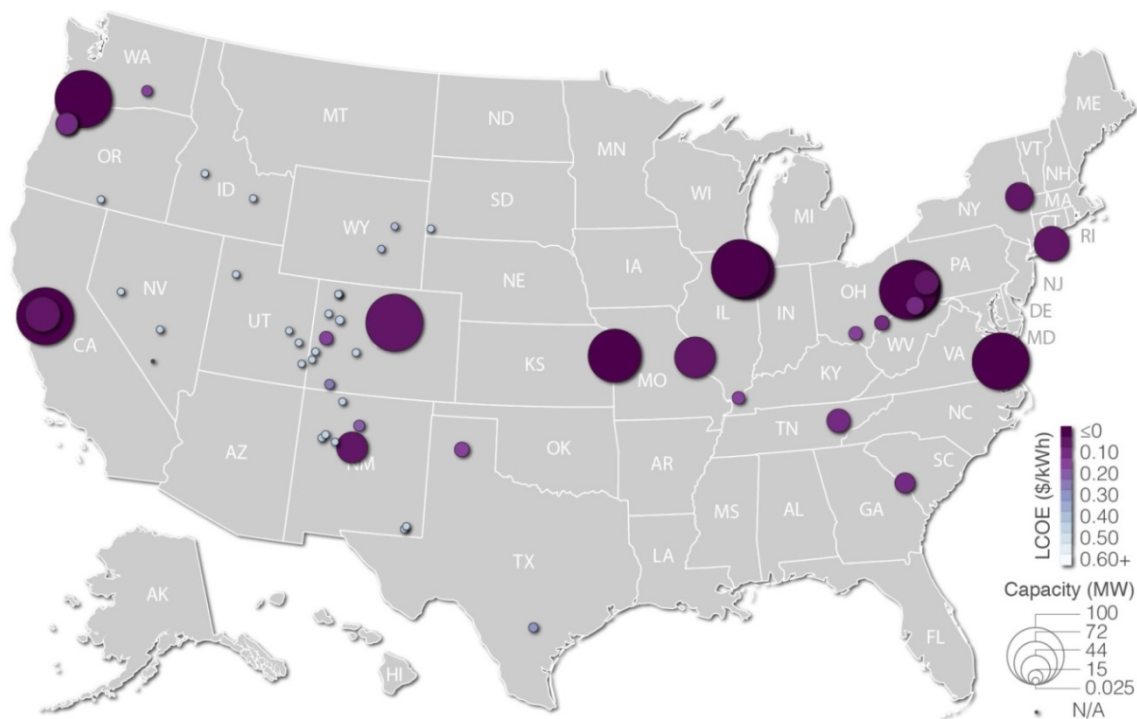 WA
MT
ND
MN
ME
VT
NH
OR
ID
WY
SD
WI
MI
NY
MA
CT
RI
NV
UT
NE
IA
IL
IN
OH
PA
NJ
DE
MD
CA
KS
MO
KY
WV
VA
AZ
NM
OK
AR
TN
NC
SC
TX
LA
MS
AL
GA
FL
AK
HI
LCOE ($/kWh)
≤0
0.10
0.20
0.30
0.40
0.50
0.60+
Capacity (MW)
100
72
44
15
0.025
N/A